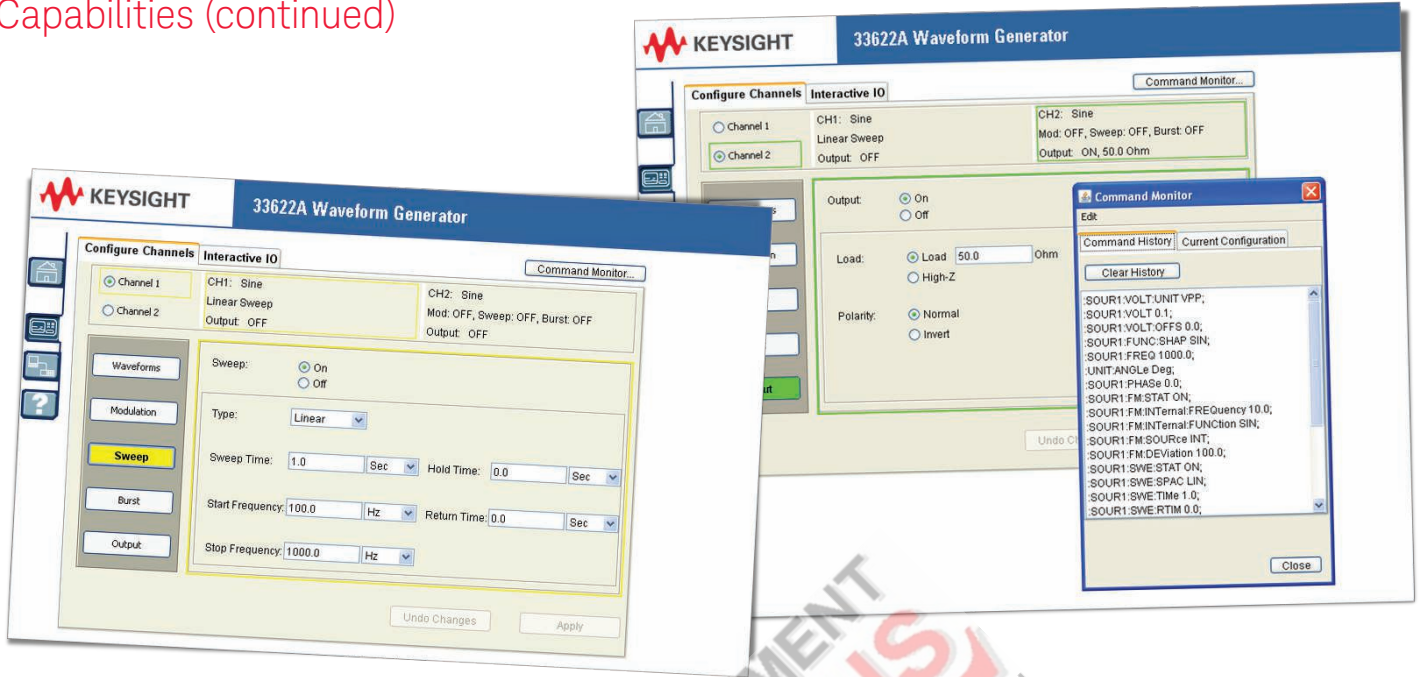 Capabilities (continued)
KEYSIGHT
33622A Waveform Generator
Configure Channels
Interactive IO
Command Monitor...
Channel 1
Channel 2
CH1: Sine
Linear Sweep
Output: OFF
CH2: Sine
Mod: OFF, Sweep: OFF, Burst: OFF
Output: OFF
Waveforms
Modulation
Sweep
Burst
Output
Sweep:
On
Off
Type:
Linear
Sweep Time: 1.0 Sec
Hold Time: 0.0 Sec
Start Frequency: 100.0 Hz
Return Time: 0.0 Sec
Stop Frequency: 1000.0 Hz
Undo Changes
Apply
KEYSIGHT
33622A Waveform Generator
Configure Channels
Interactive IO
Command Monitor...
Channel 1
Channel 2
CH1: Sine
Linear Sweep
Output: OFF
CH2: Sine
Mod: OFF, Sweep: OFF, Burst: OFF
Output: ON, 50.0 Ohm
Output:
On
Off
Load:
Load 50.0 Ohm
High-Z
Polarity:
Normal
Invert
Command Monitor
Edit
Command History
Current Configuration
Clear History
:SOUR1:VOLT:UNIT VPP;
:SOUR1:VOLT 0.1;
:SOUR1:VOLT:OFFS 0.0;
:SOUR1:FUNC:SHAP SIN;
:SOUR1:FREQ 1000.0;
:UNIT:ANGLe Deg;
:SOUR1:PHASe 0.0;
:SOUR1:FM:STAT ON;
:SOUR1:FM:INTernal:FREQuency 10.0;
:SOUR1:FM:INTernal:FUNCtion SIN;
:SOUR1:FM:SOURce INT;
:SOUR1:FM:DEViation 100.0;
:SOUR1:SWE:STAT ON;
:SOUR1:SWE:SPAC LIN;
:SOUR1:SWE:TIMe 1.0;
:SOUR1:SWE:RTIM 0.0;
Close